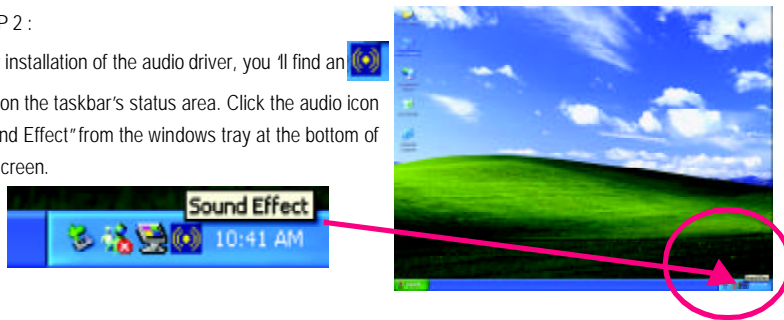 P 2 :
installation of the audio driver, you 'll find an
on the taskbar's status area. Click the audio icon
nd Effect" from the windows tray at the bottom of
creen.
Sound Effect
10:41 AM